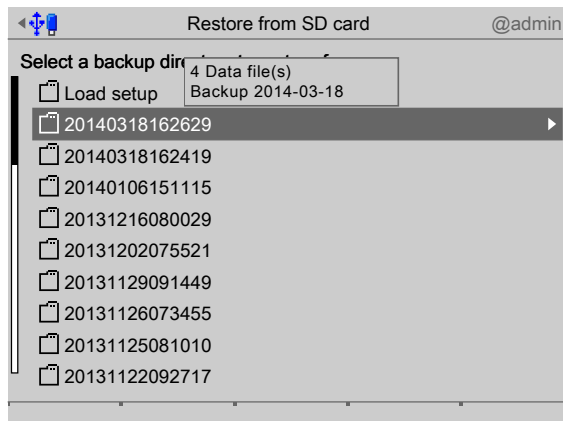 Restore from SD card
@admin
Select a backup dire
4 Data file(s)
Backup 2014-03-18
Load setup
20140318162629
20140318162419
20140106151115
20131216080029
20131202075521
20131129091449
20131126073455
20131125081010
20131122092717